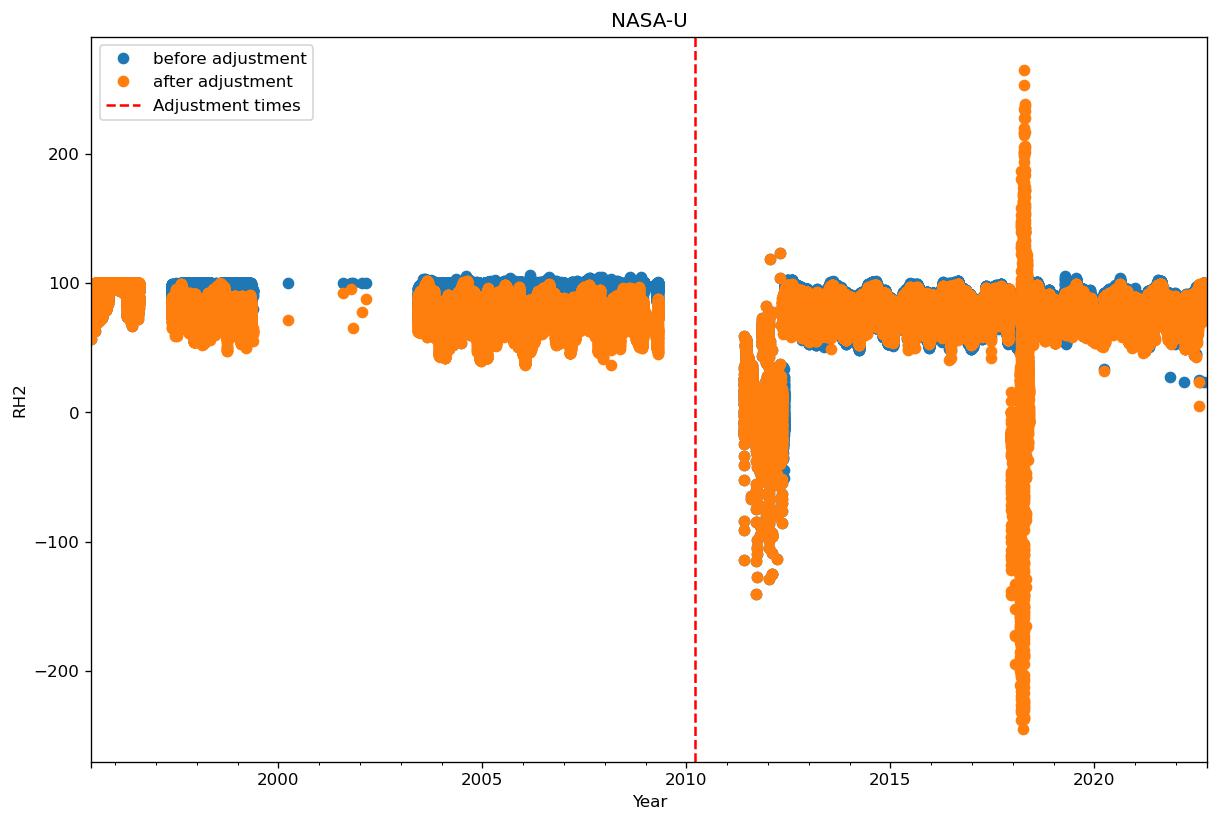 NASA-U
before adjustment
after adjustment
Adjustment times
RH2
200
100
0
−100
−200
2000 2005 2010 2015 2020
Year